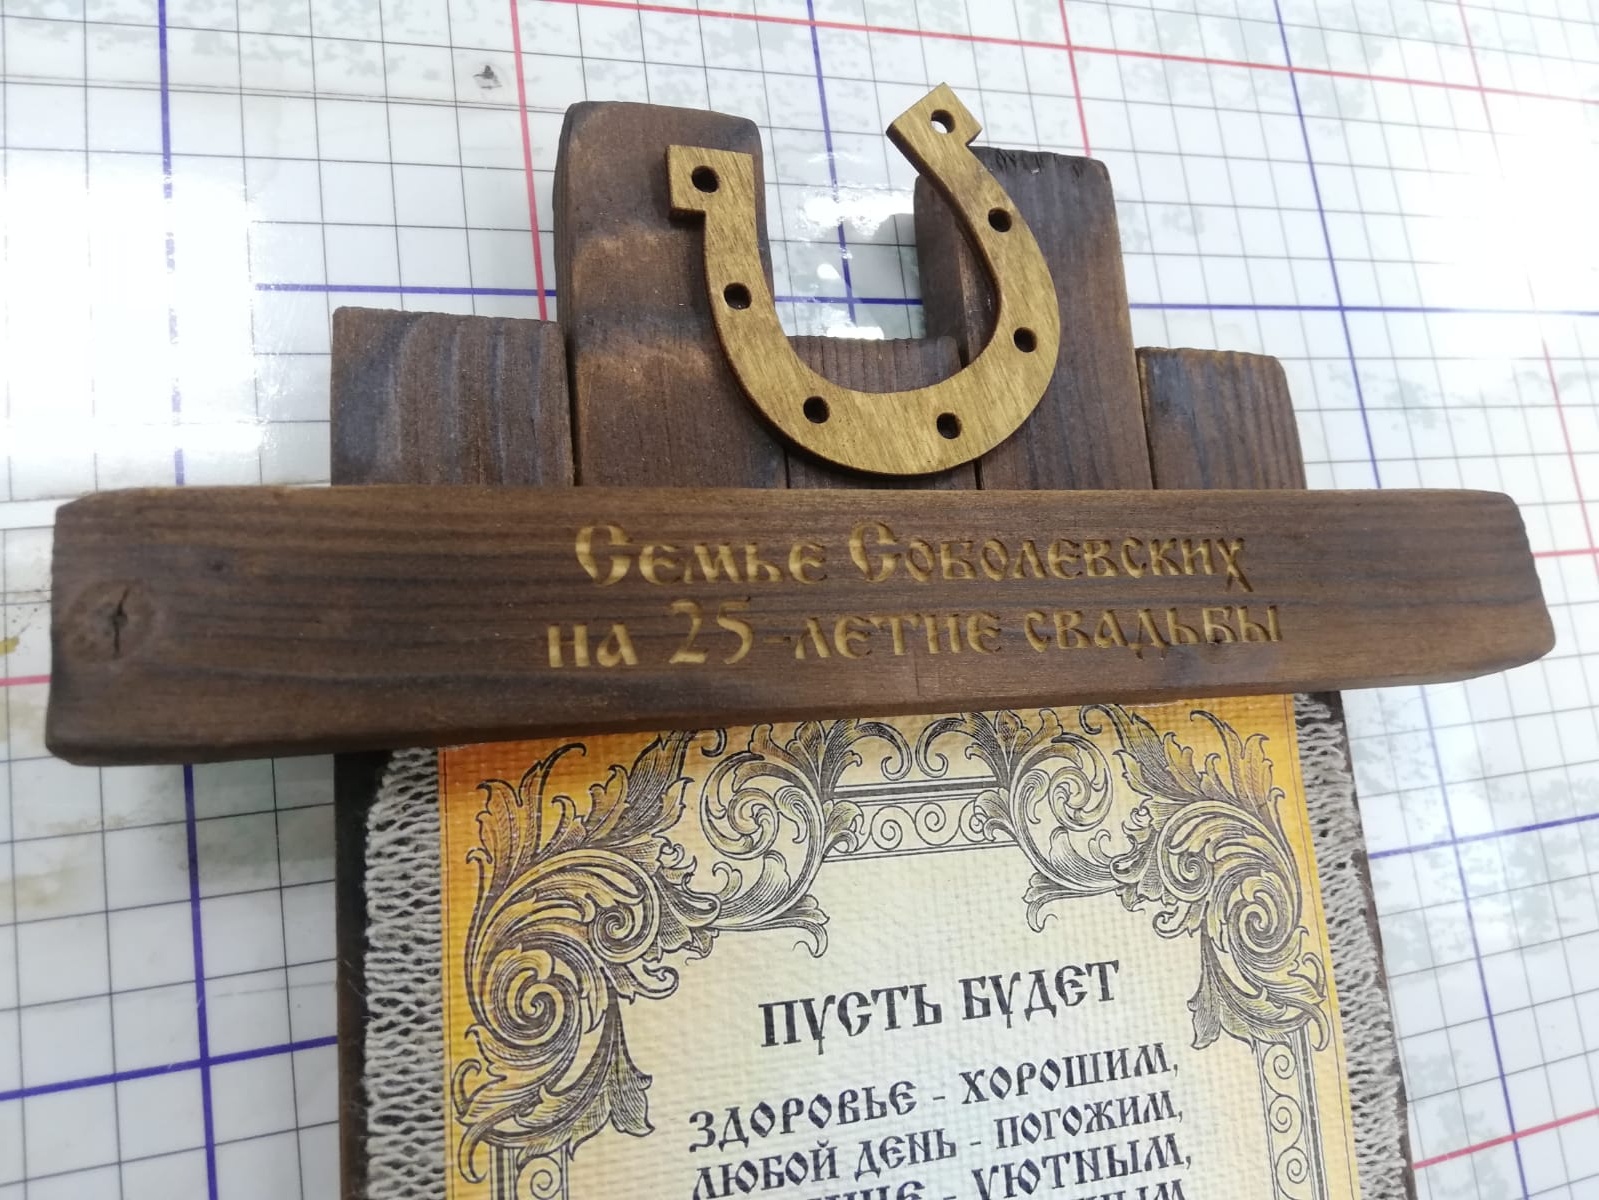 Семье Соболевских
на 25-летие свадьбы
ПУСТЬ БУДЕТ
ЗДОРОВЬЕ - ХОРОШИМ,
ЛЮБОЙ ДЕНЬ - ПОГОЖИМ,
- УЮТНЫМ,